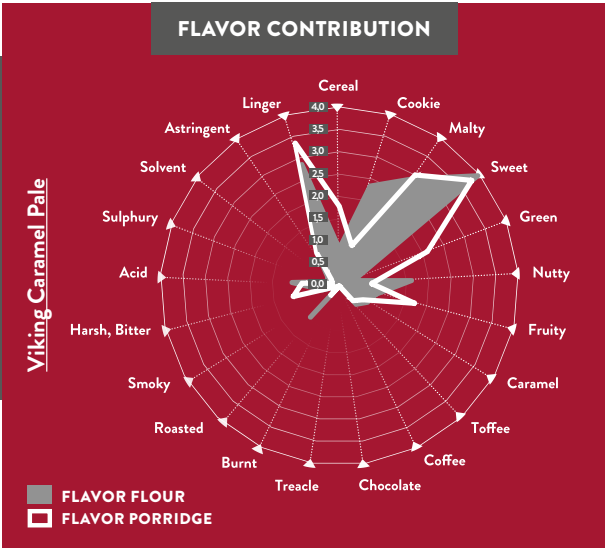 FLAVOR CONTRIBUTION
Cereal
Cookie
Malty
Sweet
Green
Nutty
Fruity
Caramel
Toffee
Coffee
Chocolate
Treacle
Burnt
Roasted
Smoky
Harsh, Bitter
Acid
Sulphury
Solvent
Astringent
Linger
4,0
3,5
3,0
2,5
2,0
1,5
1,0
0,5
0,0
Viking Caramel Pale
FLAVOR FLOUR
FLAVOR PORRIDGE